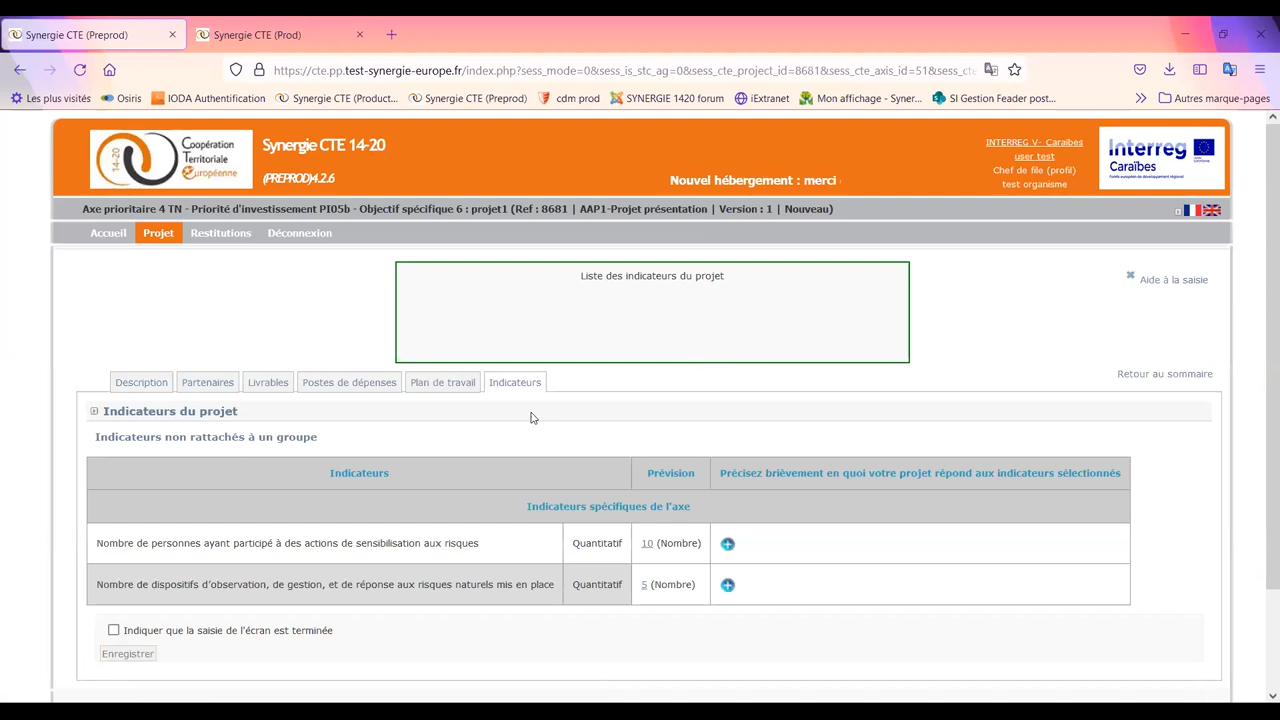 Synergie CTE (Preprod)
Synergie CTE (Prod)
https://cte.pp.test-synergie-europe.fr/index.php?sess_mode=0&sess_is_stc_ag=0&sess_cte_project_id=8681&sess_cte_axis_id=51&sess_cte
Les plus visités
Osiris
IODA Authentification
Synergie CTE (Product...
Synergie CTE (Preprod)
cdm prod
SYNERGIE 1420 forum
iExtranet
Mon affichage - Syner...
SI Gestion Feader post...
Autres marque-pages
14-20
Coopération
Territoriale
Européenne
Synergie CTE 14-20
(PREPROD)4.2.6
Nouvel hébergement : merci
INTERREG V- Caraïbes
user test
Chef de file (profil)
test organisme
Interreg
Caraïbes
Fonds européen de développement régional
Axe prioritaire 4 TN - Priorité d'investissement PI05b - Objectif spécifique 6 : projet1 (Ref : 8681 | AAP1-Projet présentation | Version : 1 | Nouveau)
Accueil
Projet
Restitutions
Déconnexion
Liste des indicateurs du projet
Aide à la saisie
Retour au sommaire
Description
Partenaires
Livrables
Postes de dépenses
Plan de travail
Indicateurs
Indicateurs du projet
Indicateurs non rattachés à un groupe
Indicateurs
Prévision
Précisez brièvement en quoi votre projet répond aux indicateurs sélectionnés
Indicateurs spécifiques de l'axe
Nombre de personnes ayant participé à des actions de sensibilisation aux risques
Quantitatif
10 (Nombre)
Nombre de dispositifs d'observation, de gestion, et de réponse aux risques naturels mis en place
Quantitatif
5 (Nombre)
Indiquer que la saisie de l'écran est terminée
Enregistrer